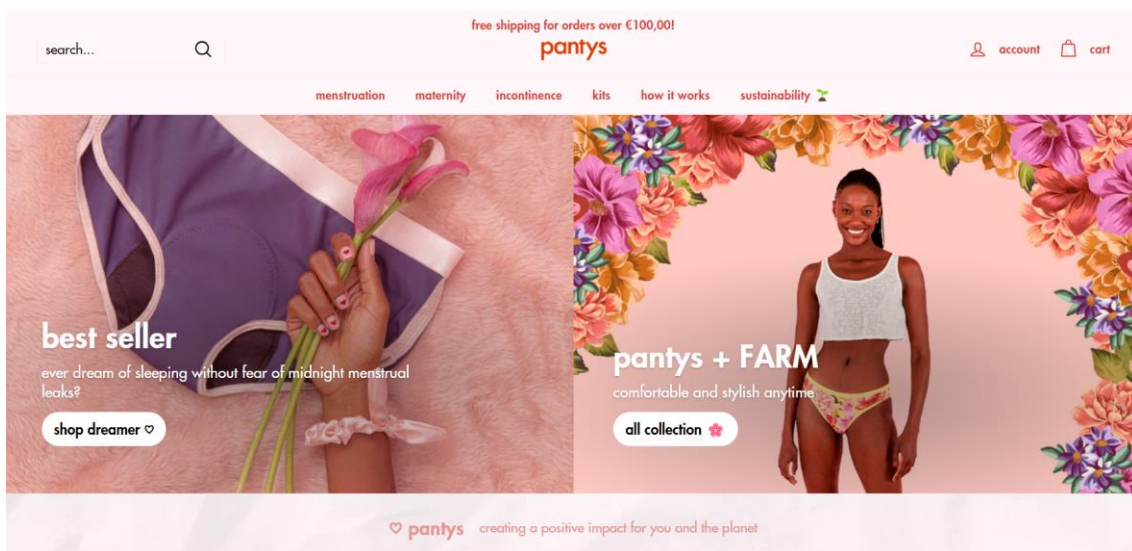 free shipping for orders over €100,00!
search...
pantys
account
cart
menstruation
maternity
incontinence
kits
how it works
sustainability
best seller
ever dream of sleeping without fear of midnight menstrual
leaks?
shop dreamer ♡
pantys + FARM
comfortable and stylish anytime
all collection
♡ pantys creating a positive impact for you and the planet